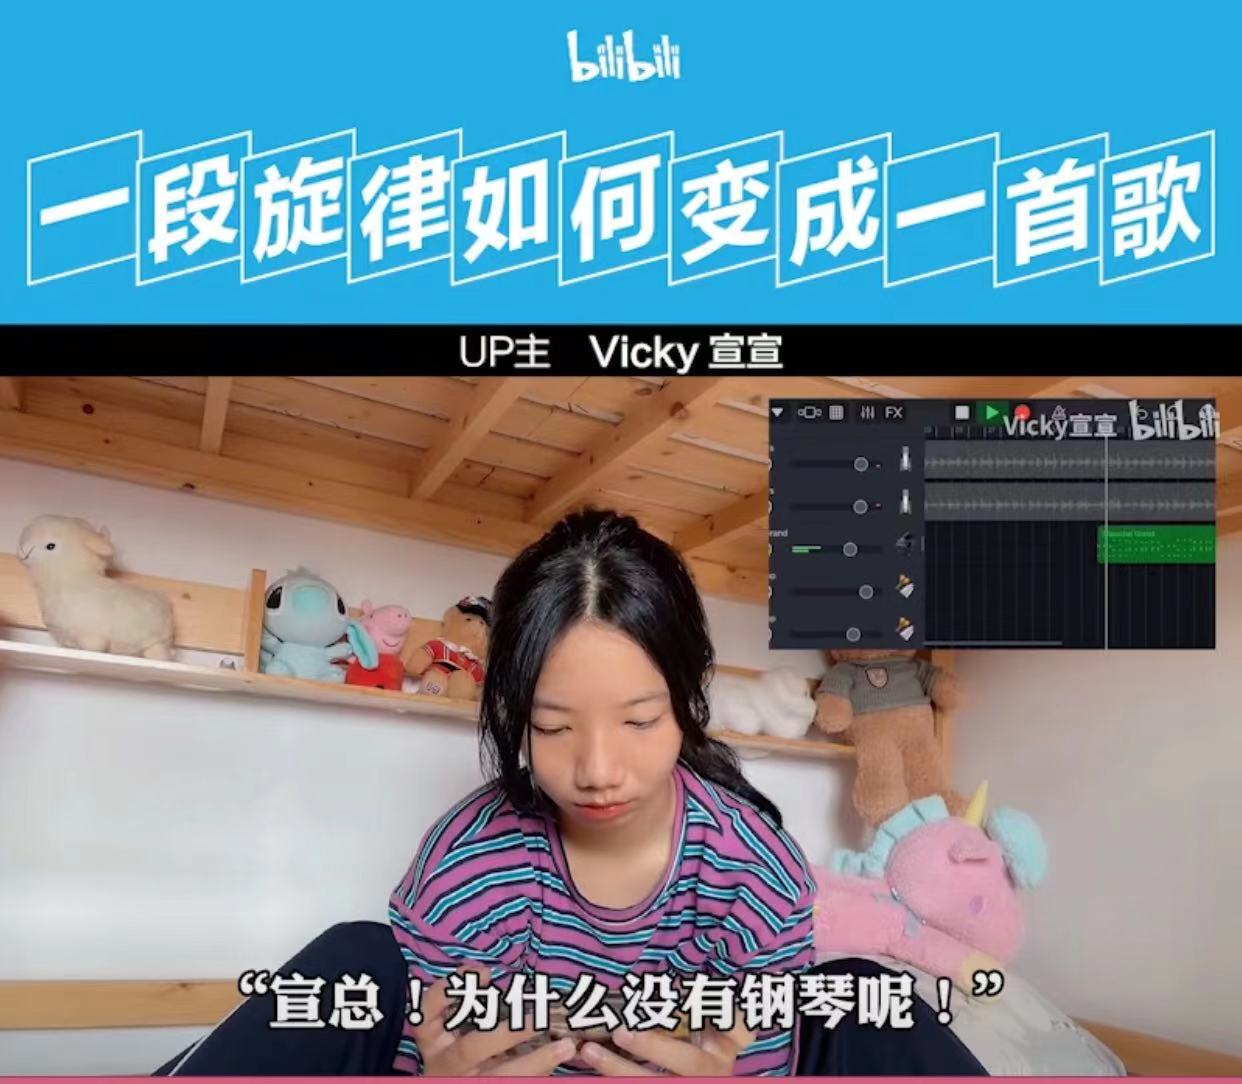 bilibili
一段旋律如何变成一首歌
UP主 Vicky 宣宣
FX
Vicky宣宣 bilibili
rand
“宣总！为什么没有钢琴呢！”